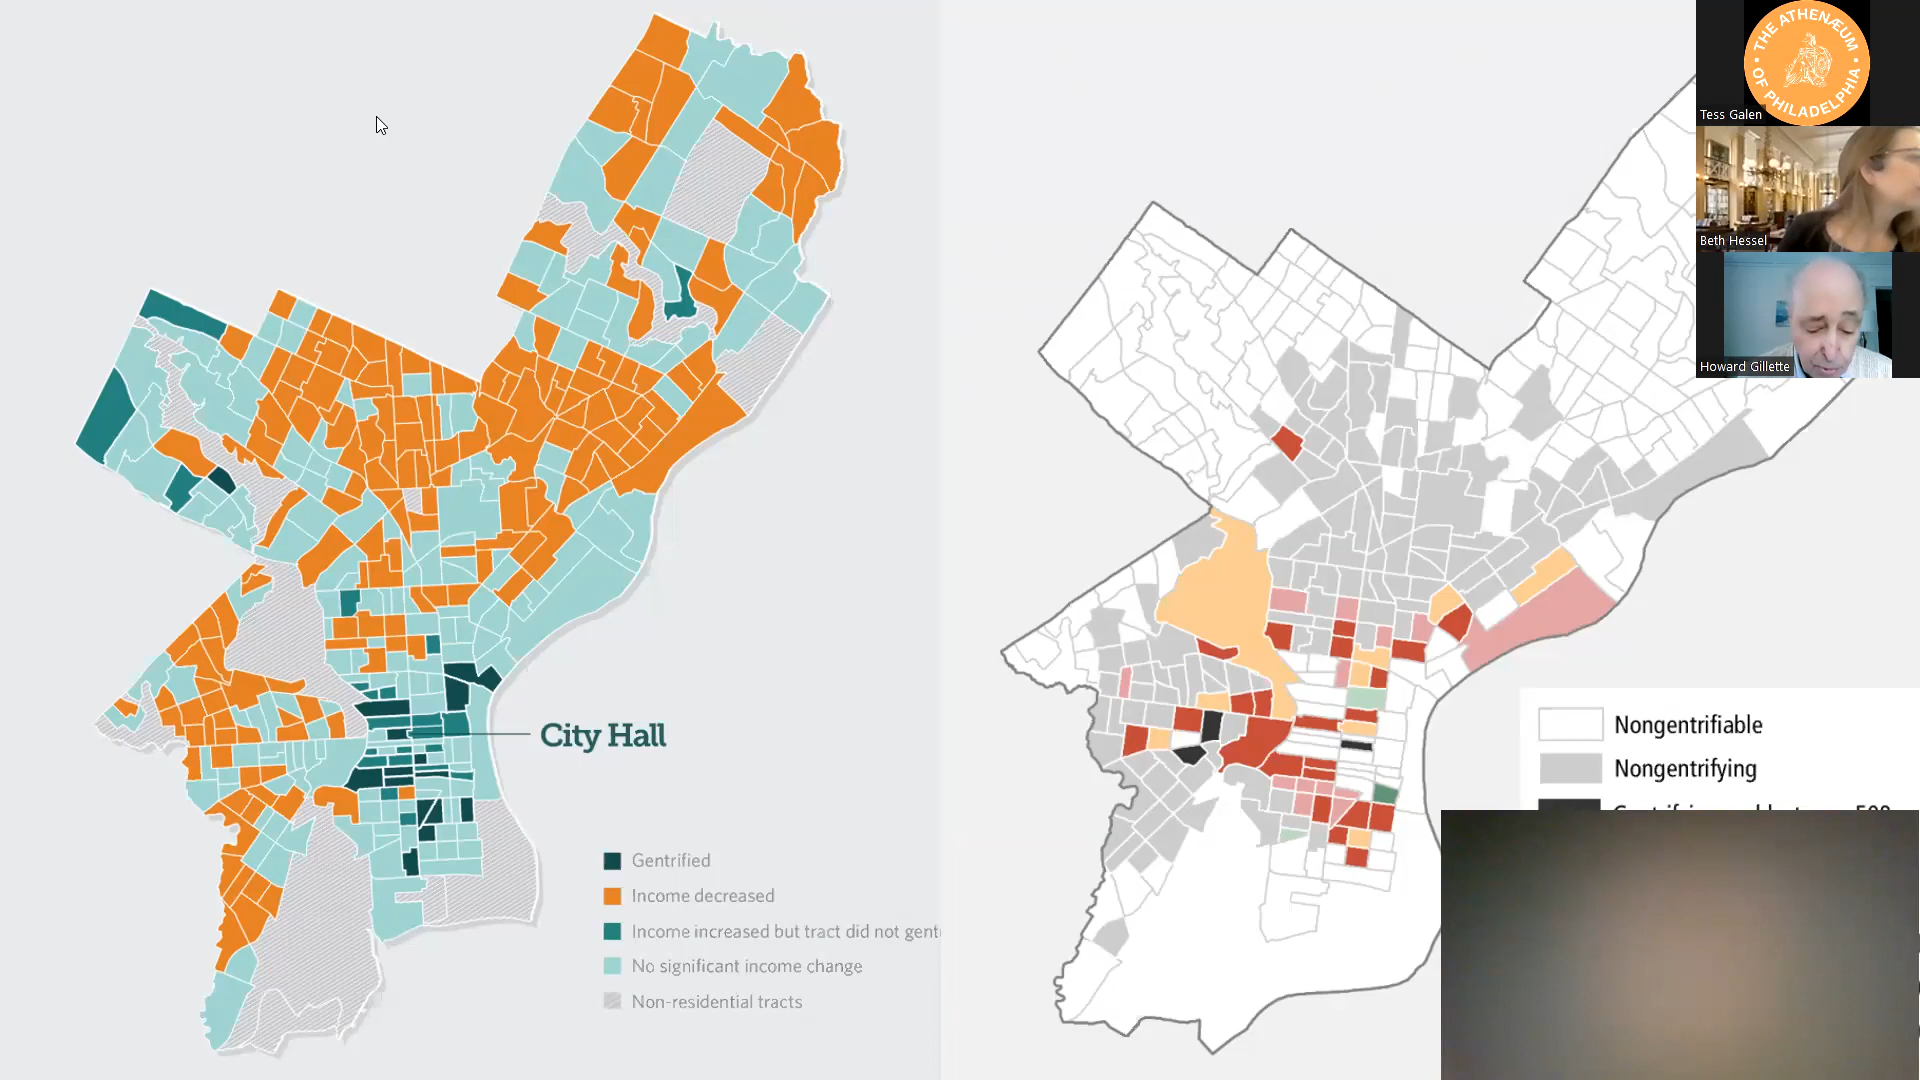 City Hall
Gentrified
Income decreased
Income increased but tract did not gent
No significant income change
Non-residential tracts
Nongentrifiable
Nongentrifying
THE ATHENÆUM
OF PHILADELPHIA
Tess Galen
Beth Hessel
Howard Gillette